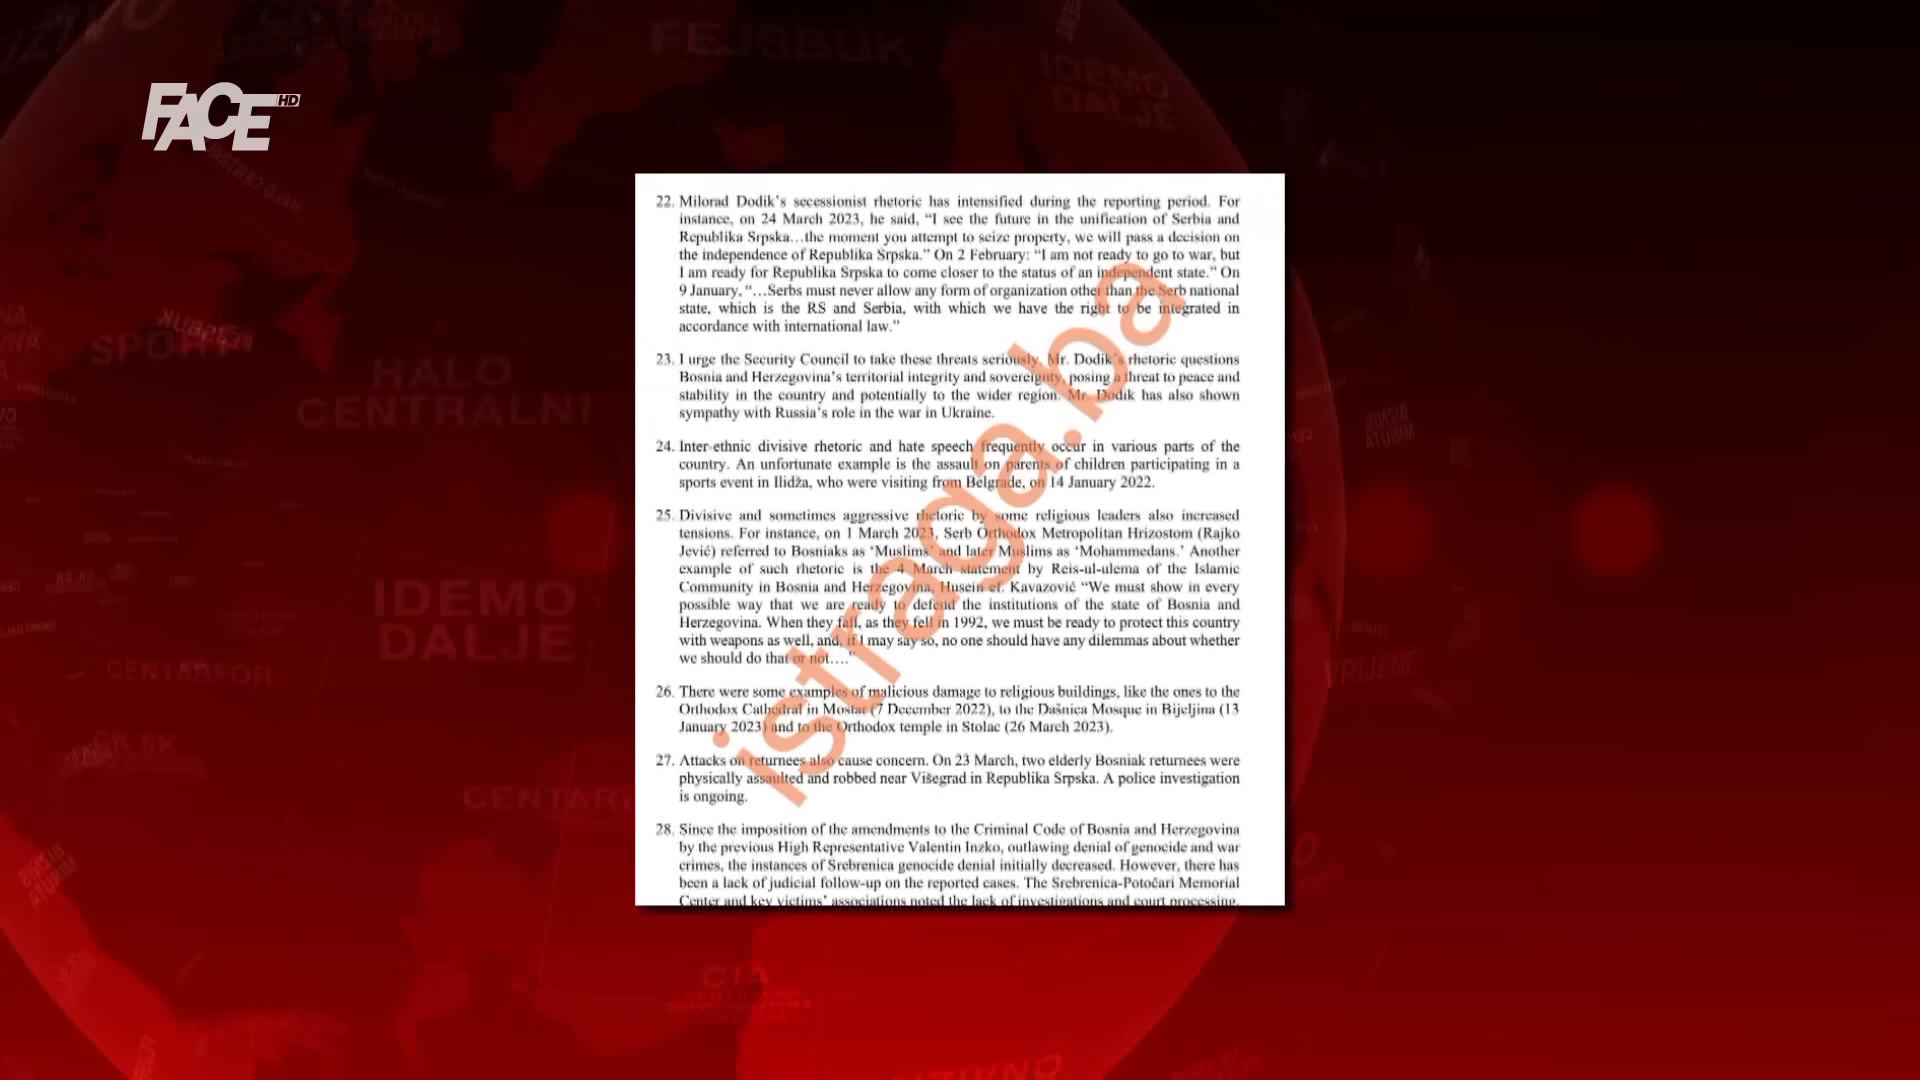 FEJSBUK
IDEMO
DALJE
FACE HD
22. Milorad Dodik's secessionist rhetoric has intensified during the reporting period. For
instance, on 24 March 2023, he said, “I see the future in the unification of Serbia and
Republika Srpska…the moment you attempt to seize property, we will pass a decision on
the independence of Republika Srpska.” On 2 February: “I am not ready to go to war, but
I am ready for Republika Srpska to come closer to the status of an independent state.” On
9 January, “…Serbs must never allow any form of organization other than the Serb national
state, which is the RS and Serbia, with which we have the right to be integrated in
accordance with international law.”
23. I urge the Security Council to take these threats seriously. Mr. Dodik's rhetoric questions
Bosnia and Herzegovina's territorial integrity and sovereignty, posing a threat to peace and
stability in the country and potentially to the wider region. Mr. Dodik has also shown
sympathy with Russia's role in the war in Ukraine.
24. Inter-ethnic divisive rhetoric and hate speech frequently occur in various parts of the
country. An unfortunate example is the assault on parents of children participating in a
sports event in Ilidža, who were visiting from Belgrade, on 14 January 2022.
25. Divisive and sometimes aggressive rhetoric by some religious leaders also increased
tensions. For instance, on 1 March 2023, Serb Orthodox Metropolitan Hrizostom (Rajko
Jević) referred to Bosniaks as ‘Muslims’ and later Muslims as ‘Mohammedans.’ Another
example of such rhetoric is the 4 March statement by Reis-ul-ulema of the Islamic
Community in Bosnia and Herzegovina, Husein ef. Kavazović “We must show in every
possible way that we are ready to defend the institutions of the state of Bosnia and
Herzegovina. When they fall, as they fell in 1992, we must be ready to protect this country
with weapons as well, and, if I may say so, no one should have any dilemmas about whether
we should do that or not….”
26. There were some examples of malicious damage to religious buildings, like the ones to the
Orthodox Cathedral in Mostar (7 December 2022), to the Dašnica Mosque in Bijeljina (13
January 2023) and to the Orthodox temple in Stolac (26 March 2023).
27. Attacks on returnees also cause concern. On 23 March, two elderly Bosniak returnees were
physically assaulted and robbed near Višegrad in Republika Srpska. A police investigation
is ongoing.
28. Since the imposition of the amendments to the Criminal Code of Bosnia and Herzegovina
by the previous High Representative Valentin Inzko, outlawing denial of genocide and war
crimes, the instances of Srebrenica genocide denial initially decreased. However, there has
been a lack of judicial follow-up on the reported cases. The Srebrenica-Potočari Memorial
Center and key victims' associations noted the lack of investigations and court processing,
istraga.ba
SPORT
HALO
CENTRALNI
IDEMO
DALJE
CENTARFOR
VRIJEME
CIA